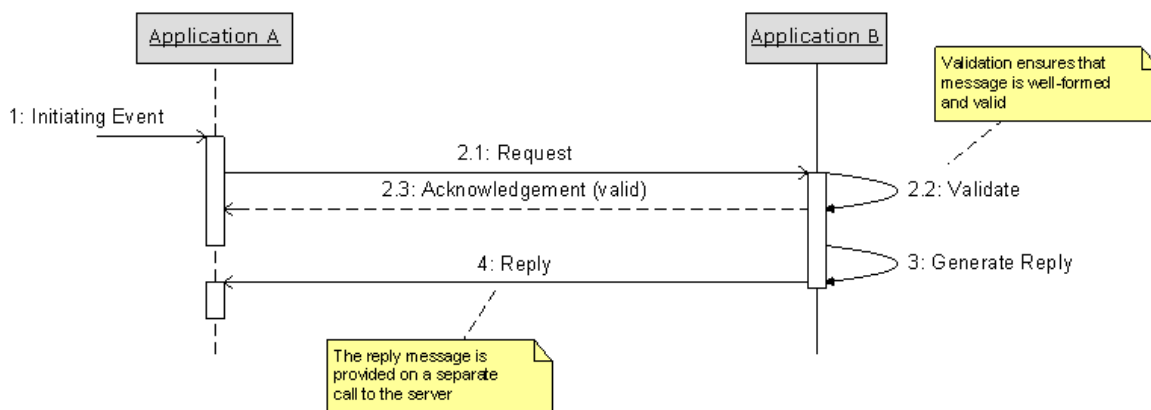 Application A
Application B
Validation ensures that
message is well-formed
and valid
1: Initiating Event
2.1: Request
2.3: Acknowledgement (valid)
2.2: Validate
4: Reply
3: Generate Reply
The reply message is
provided on a separate
call to the server